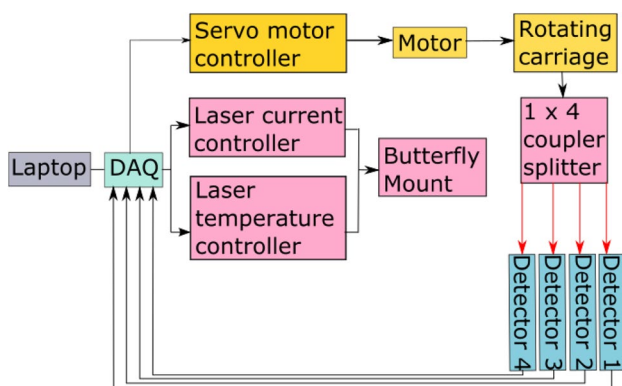 Servo motor
controller
Motor
Rotating
carriage
Laser current
controller
1 x 4
coupler
splitter
Laptop
DAQ
Butterfly
Mount
Laser
temperature
controller
Detector 4
Detector 3
Detector 2
Detector 1